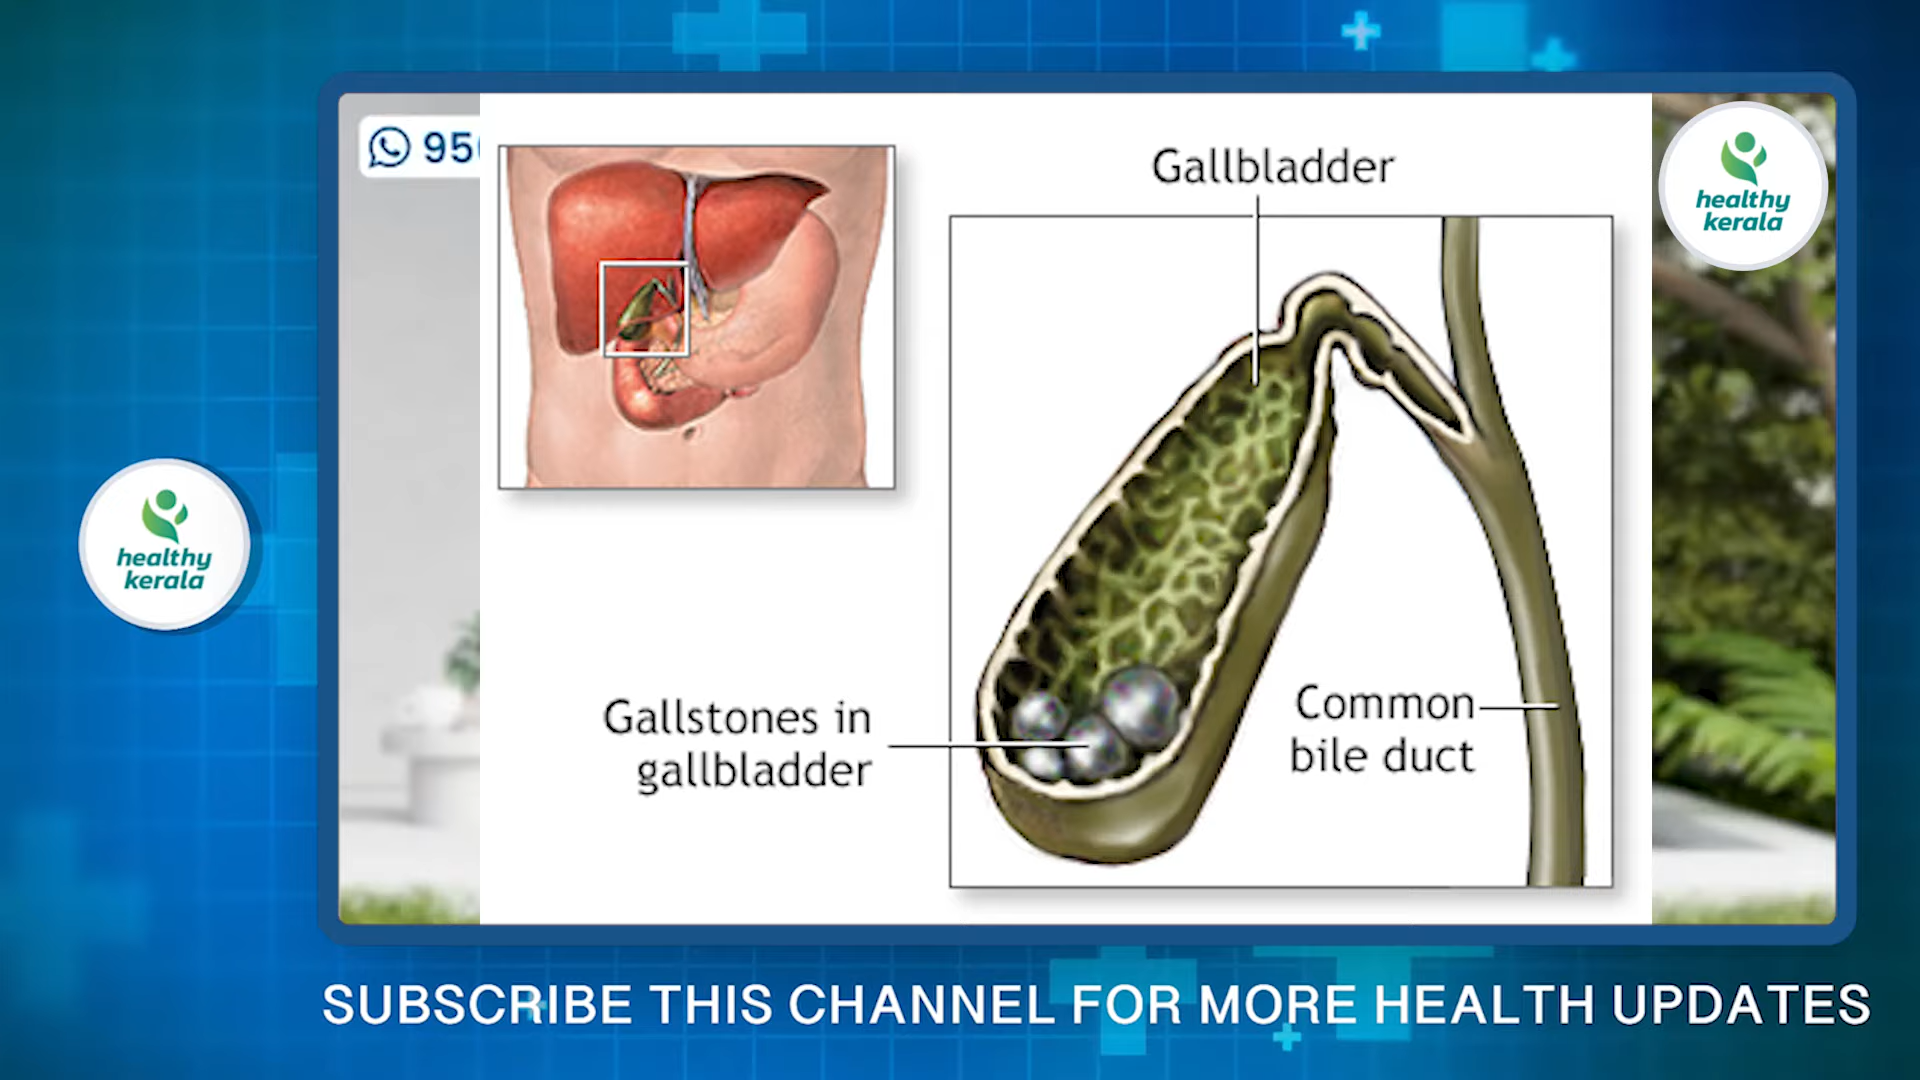 95
Gallbladder
healthy
kerala
healthy
kerala
Gallstones in
gallbladder
Common
bile duct
SUBSCRIBE THIS CHANNEL FOR MORE HEALTH UPDATES